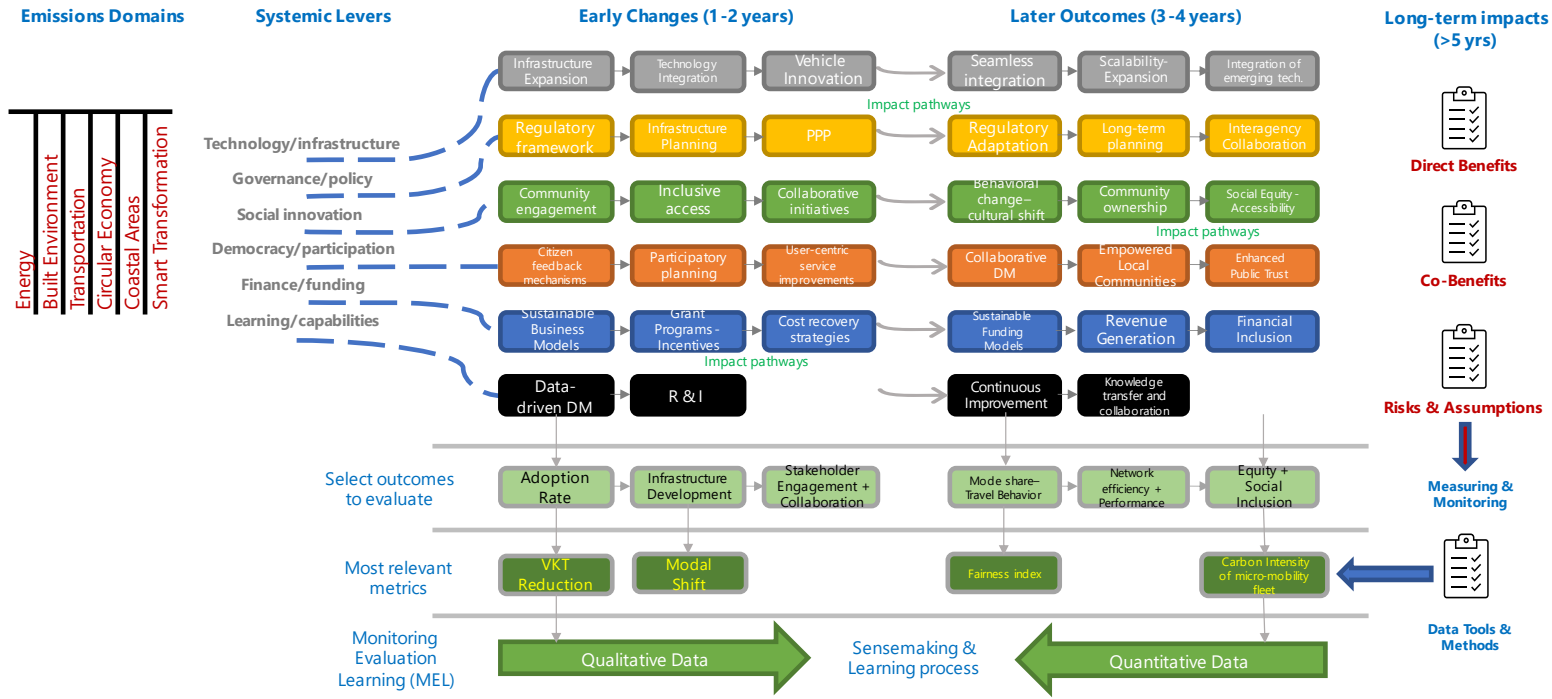 Emissions Domains
Systemic Levers
Early Changes (1-2 years)
Later Outcomes (3-4 years)
Long-term impacts
(>5 yrs)
Energy
Built Environment
Transportation
Circular Economy
Coastal Areas
Smart Transformation
Technology/infrastructure
Governance/policy
Social innovation
Democracy/participation
Finance/funding
Learning/capabilities
Infrastructure
Expansion
Technology
Integration
Vehicle
Innovation
Seamless
integration
Scalability-
Expansion
Integration of
emerging tech.
Impact pathways
Regulatory
framework
Infrastructure
Planning
PPP
Regulatory
Adaptation
Long-term
planning
Interagency
Collaboration
Community
engagement
Inclusive
access
Collaborative
initiatives
Behavioral
change–
cultural shift
Community
ownership
Social Equity -
Accessibility
Impact pathways
Citizen
feedback
mechanisms
Participatory
planning
User-centric
service
improvements
Collaborative
DM
Empowered
Local
Communities
Enhanced
Public Trust
Sustainable
Business
Models
Grant
Programs -
Incentives
Cost recovery
strategies
Sustainable
Funding
Models
Revenue
Generation
Financial
Inclusion
Impact pathways
Data-
driven DM
R & I
Continuous
Improvement
Knowledge
transfer and
collaboration
Direct Benefits
Co-Benefits
Risks & Assumptions
Measuring &
Monitoring
Data Tools &
Methods
Select outcomes
to evaluate
Adoption
Rate
Infrastructure
Development
Stakeholder
Engagement +
Collaboration
Mode share–
Travel Behavior
Network
efficiency +
Performance
Equity +
Social
Inclusion
Most relevant
metrics
VKT
Reduction
Modal
Shift
Fairness index
Carbon Intensity
of micro-mobility
fleet
Monitoring
Evaluation
Learning (MEL)
Qualitative Data
Sensemaking &
Learning process
Quantitative Data